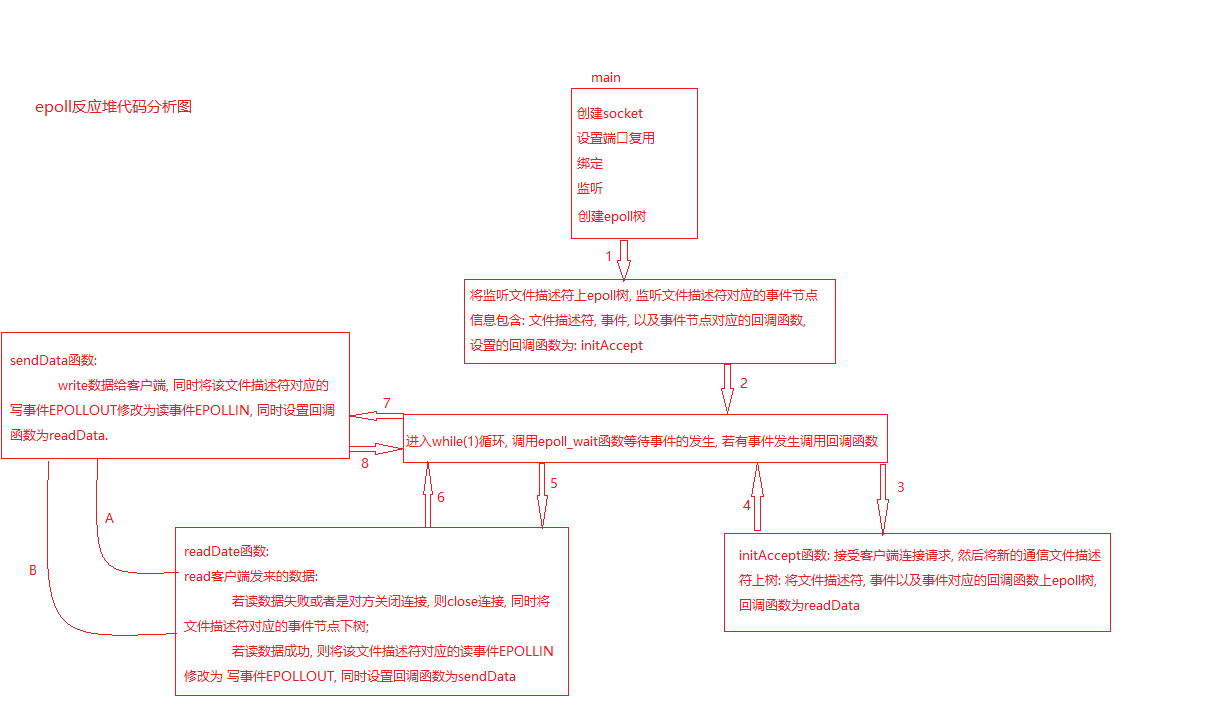 main
epoll反应堆代码分析图
创建socket
设置端口复用
绑定
监听
创建epoll树
1
将监听文件描述符上epoll树, 监听文件描述符对应的事件节点
信息包含: 文件描述符, 事件, 以及事件节点对应的回调函数,
设置的回调函数为: initAccept
2
sendData函数:
write数据给客户端, 同时将该文件描述符对应的
写事件EPOLLOUT修改为读事件EPOLLIN, 同时设置回调
函数为readData.
7
8
进入while(1)循环, 调用epoll_wait函数等待事件的发生, 若有事件发生调用回调函数
3
4
5
6
A
B
readDate函数:
read客户端发来的数据:
若读数据失败或者是对方关闭连接, 则close连接, 同时将
文件描述符对应的事件节点下树;
若读数据成功, 则将该文件描述符对应的读事件EPOLLIN
修改为 写事件EPOLLOUT, 同时设置回调函数为sendData
initAccept函数: 接受客户端连接请求, 然后将新的通信文件描述
符上树: 将文件描述符, 事件以及事件对应的回调函数上epoll树,
回调函数为readData